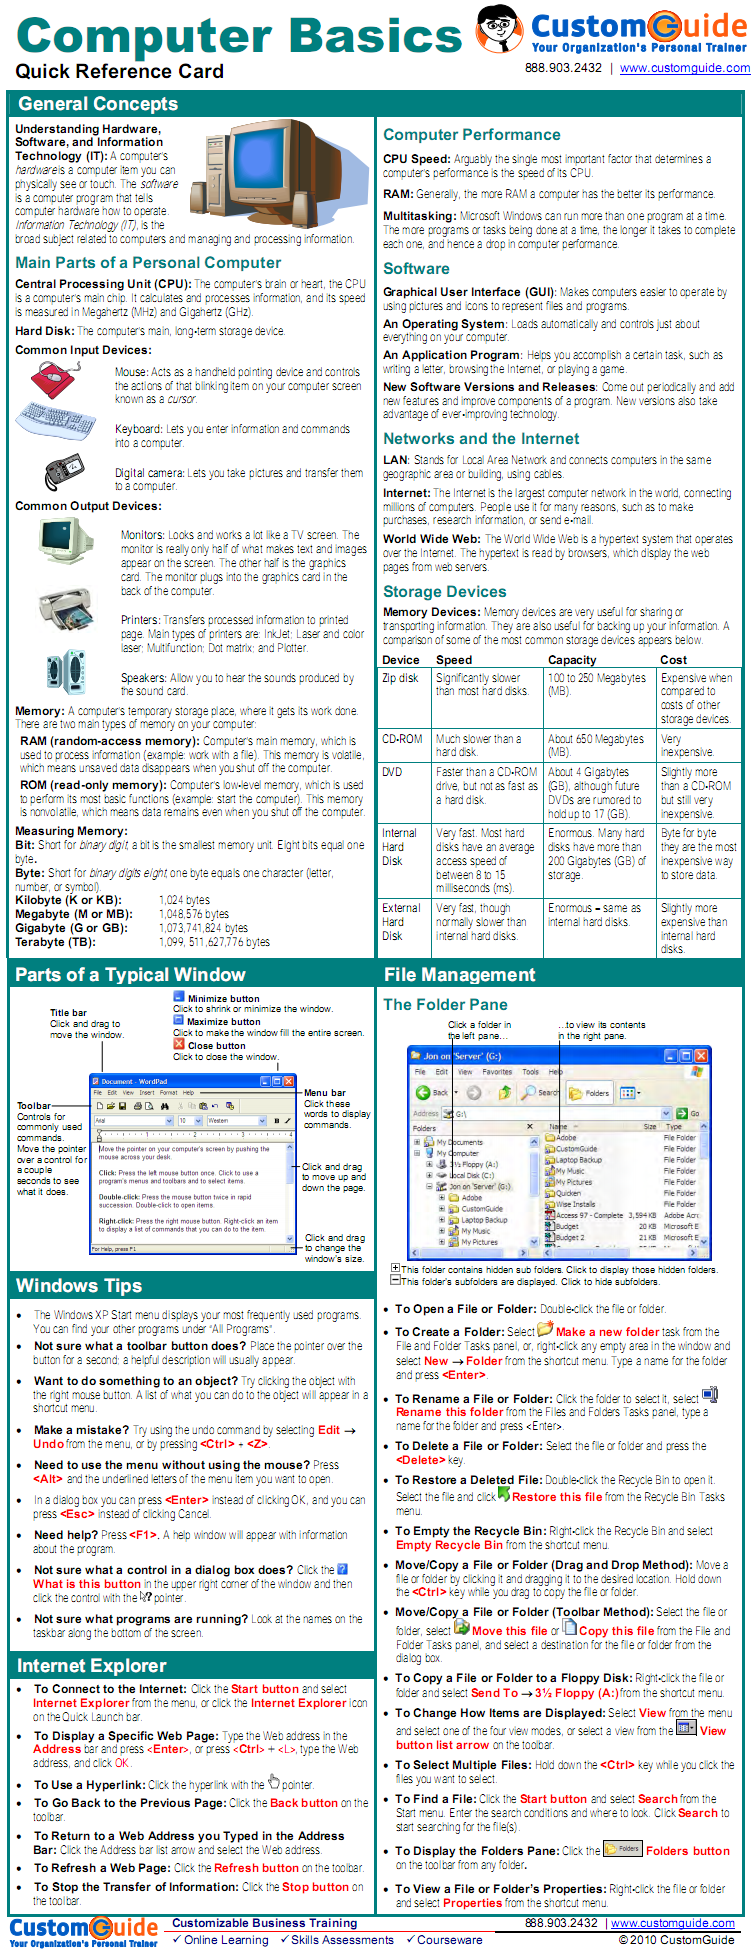 Computer Basics
Quick Reference Card
CustomGuide
Your Organization's Personal Trainer
888.903.2432 | www.customguide.com
General Concepts
Understanding Hardware,
Software, and Information
Technology (IT): A computer's
hardware is a computer item you can
physically see or touch. The software
is a computer program that tells
computer hardware how to operate.
Information Technology (IT), is the
broad subject related to computers and managing and processing information.
Main Parts of a Personal Computer
Central Processing Unit (CPU): The computer's brain or heart, the CPU
is a computer's main chip. It calculates and processes information, and its speed
is measured in Megahertz (MHz) and Gigahertz (GHz).
Hard Disk: The computer's main, long-term storage device.
Common Input Devices:
Mouse: Acts as a handheld pointing device and controls
the actions of that blinking item on your computer screen
known as a cursor.
Keyboard: Lets you enter information and commands
into a computer.
Digital camera: Lets you take pictures and transfer them
to a computer.
Common Output Devices:
Monitors: Looks and works a lot like a TV screen. The
monitor is really only half of what makes text and images
appear on the screen. The other half is the graphics
card. The monitor plugs into the graphics card in the
back of the computer.
Printers: Transfers processed information to printed
page. Main types of printers are: InkJet; Laser and color
laser; Multifunction; Dot matrix; and Plotter.
Speakers: Allow you to hear the sounds produced by
the sound card.
Memory: A computer's temporary storage place, where it gets its work done.
There are two main types of memory on your computer:
RAM (random-access memory): Computer's main memory, which is
used to process information (example: work with a file). This memory is volatile,
which means unsaved data disappears when you shut off the computer.
ROM (read-only memory): Computer's low-level memory, which is used
to perform its most basic functions (example: start the computer). This memory
is nonvolatile, which means data remains even when you shut off the computer.
Measuring Memory:
Bit: Short for binary digit, a bit is the smallest memory unit. Eight bits equal one
byte.
Byte: Short for binary digits eight, one byte equals one character (letter,
number, or symbol).
Kilobyte (K or KB): 1,024 bytes
Megabyte (M or MB): 1,048,576 bytes
Gigabyte (G or GB): 1,073,741,824 bytes
Terabyte (TB): 1,099, 511,627,776 bytes
Computer Performance
CPU Speed: Arguably the single most important factor that determines a
computer's performance is the speed of its CPU.
RAM: Generally, the more RAM a computer has the better its performance.
Multitasking: Microsoft Windows can run more than one program at a time.
The more programs or tasks being done at a time, the longer it takes to complete
each one, and hence a drop in computer performance.
Software
Graphical User Interface (GUI): Makes computers easier to operate by
using pictures and icons to represent files and programs.
An Operating System: Loads automatically and controls just about
everything on your computer.
An Application Program: Helps you accomplish a certain task, such as
writing a letter, browsing the Internet, or playing a game.
New Software Versions and Releases: Come out periodically and add
new features and improve components of a program. New versions also take
advantage of ever-improving technology.
Networks and the Internet
LAN: Stands for Local Area Network and connects computers in the same
geographic area or building, using cables.
Internet: The Internet is the largest computer network in the world, connecting
millions of computers. People use it for many reasons, such as to make
purchases, research information, or send e-mail.
World Wide Web: The World Wide Web is a hypertext system that operates
over the Internet. The hypertext is read by browsers, which display the web
pages from web servers.
Storage Devices
Memory Devices: Memory devices are very useful for sharing or
transporting information. They are also useful for backing up your information. A
comparison of some of the most common storage devices appears below.
Device Speed Capacity Cost
Zip disk Significantly slower 100 to 250 Megabytes Expensive when
than most hard disks. (MB). compared to
costs of other
storage devices.
CD-ROM Much slower than a About 650 Megabytes Very
hard disk. (MB). inexpensive.
DVD Faster than a CD-ROM About 4 Gigabytes Slightly more
drive, but not as fast as (GB), although future than a CD-ROM
a hard disk. DVDs are rumored to but still very
hold up to 17 (GB). inexpensive.
Internal Very fast. Most hard Enormous. Many hard Byte for byte
Hard disks have an average disks have more than they are the most
Disk access speed of 200 Gigabytes (GB) of inexpensive way
between 8 to 15 storage. to store data.
milliseconds (ms).
External Very fast, though Enormous – same as Slightly more
Hard normally slower than internal hard disks. expensive than
Disk internal hard disks. internal hard
disks.
Parts of a Typical Window
Minimize button
Click to shrink or minimize the window.
Maximize button
Click to make the window fill the entire screen.
Close button
Click to close the window.
Title bar
Click and drag to
move the window.
Toolbar
Controls for
commonly used
commands.
Move the pointer
over a control for
a couple
seconds to see
what it does.
Document - WordPad
File Edit View Insert Format Help
Arial 10 Western
Move the pointer on your computer's screen by pushing the
mouse across your desk.
Click: Press the left mouse button once. Click to use a
program's menus and toolbars and to select items.
Double-click: Press the mouse button twice in rapid
succession. Double-click to open items.
Right-click: Press the right mouse button. Right-click an item
to display a list of commands that you can do to the item.
For Help, press F1
Menu bar
Click these
words to display
commands.
Click and drag
to move up and
down the page.
Click and drag
to change the
window's size.
Windows Tips
• The Windows XP Start menu displays your most frequently used programs.
You can find your other programs under "All Programs".
• Not sure what a toolbar button does? Place the pointer over the
button for a second: a helpful description will usually appear.
• Want to do something to an object? Try clicking the object with
the right mouse button. A list of what you can do to the object will appear in a
shortcut menu.
• Make a mistake? Try using the undo command by selecting Edit →
Undo from the menu, or by pressing <Ctrl> + <Z>.
• Need to use the menu without using the mouse? Press
<Alt> and the underlined letters of the menu item you want to open.
• In a dialog box you can press <Enter> instead of clicking OK, and you can
press <Esc> instead of clicking Cancel.
• Need help? Press <F1>. A help window will appear with information
about the program.
• Not sure what a control in a dialog box does? Click the
What is this button in the upper right corner of the window and then
click the control with the pointer.
• Not sure what programs are running? Look at the names on the
taskbar along the bottom of the screen.
Internet Explorer
• To Connect to the Internet: Click the Start button and select
Internet Explorer from the menu, or click the Internet Explorer icon
on the Quick Launch bar.
• To Display a Specific Web Page: Type the Web address in the
Address bar and press <Enter>, or press <Ctrl> + <L>, type the Web
address, and click OK.
• To Use a Hyperlink: Click the hyperlink with the pointer.
• To Go Back to the Previous Page: Click the Back button on the
toolbar.
• To Return to a Web Address you Typed in the Address
Bar: Click the Address bar list arrow and select the Web address.
• To Refresh a Web Page: Click the Refresh button on the toolbar.
• To Stop the Transfer of Information: Click the Stop button on
the toolbar.
File Management
The Folder Pane
Click a folder in
the left pane...
...to view its contents
in the right pane.
Jon on 'Server' (G:)
File Edit View Favorites Tools Help
Back Search Folders
Address G:\ Go
Folders
My Documents
My Computer
3½ Floppy (A:)
Local Disk (C:)
Jon on 'Server' (G:)
Adobe
CustomGuide
Laptop Backup
My Music
My Pictures
Name Size Type
Adobe File Folder
CustomGuide File Folder
Laptop Backup File Folder
My Music File Folder
My Pictures File Folder
Quicken File Folder
Wise Installs File Folder
Access 97 - Complete 3,594 KB Adobe Acr
Budget 20 KB Microsoft E
Budget 2 21 KB Microsoft E
This folder contains hidden sub folders. Click to display those hidden folders.
This folder's subfolders are displayed. Click to hide subfolders.
• To Open a File or Folder: Double-click the file or folder.
• To Create a Folder: Select Make a new folder task from the
File and Folder Tasks panel, or, right-click any empty area in the window and
select New → Folder from the shortcut menu. Type a name for the folder
and press <Enter>.
• To Rename a File or Folder: Click the folder to select it, select
Rename this folder from the Files and Folders Tasks panel, type a
name for the folder and press <Enter>.
• To Delete a File or Folder: Select the file or folder and press the
<Delete> key.
• To Restore a Deleted File: Double-click the Recycle Bin to open it.
Select the file and click Restore this file from the Recycle Bin Tasks
menu.
• To Empty the Recycle Bin: Right-click the Recycle Bin and select
Empty Recycle Bin from the shortcut menu.
• Move/Copy a File or Folder (Drag and Drop Method): Move a
file or folder by clicking it and dragging it to the desired location. Hold down
the <Ctrl> key while you drag to copy the file or folder.
• Move/Copy a File or Folder (Toolbar Method): Select the file or
folder, select Move this file or Copy this file from the File and
Folder Tasks panel, and select a destination for the file or folder from the
dialog box.
• To Copy a File or Folder to a Floppy Disk: Right-click the file or
folder and select Send To → 3½ Floppy (A:) from the shortcut menu.
• To Change How Items are Displayed: Select View from the menu
and select one of the four view modes, or select a view from the View
button list arrow on the toolbar.
• To Select Multiple Files: Hold down the <Ctrl> key while you click the
files you want to select.
• To Find a File: Click the Start button and select Search from the
Start menu. Enter the search conditions and where to look. Click Search to
start searching for the file(s).
• To Display the Folders Pane: Click the Folders Folders button
on the toolbar from any folder.
• To View a File or Folder's Properties: Right-click the file or folder
and select Properties from the shortcut menu.
CustomGuide
Your Organization's Personal Trainer
Customizable Business Training
✓ Online Learning ✓ Skills Assessments ✓ Courseware
888.903.2432 | www.customguide.com
© 2010 CustomGuide